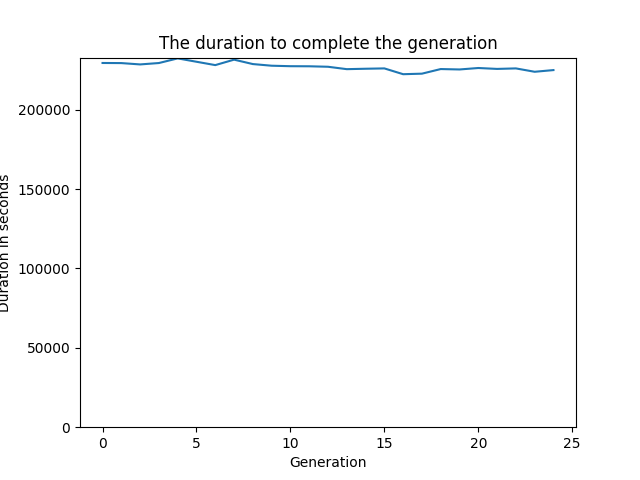 The duration to complete the generation
200000
150000
100000
50000
0
Duration in seconds
0 5 10 15 20 25
Generation